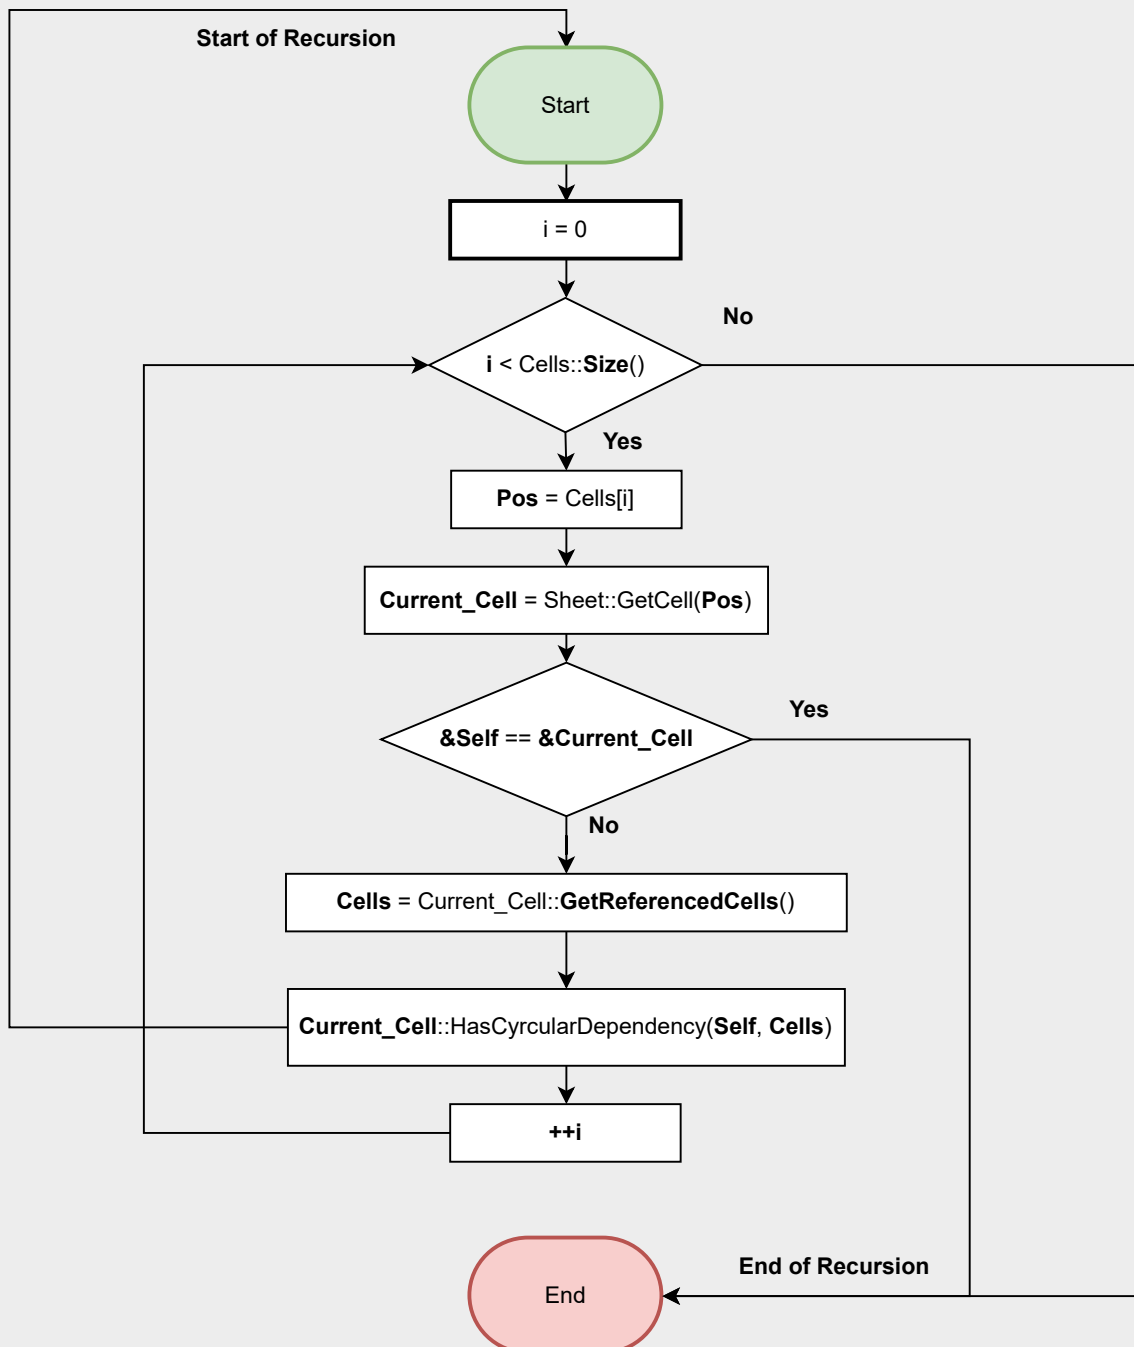 Start of Recursion
Start
i = 0
No
i < Cells::Size()
Yes
Pos = Cells[i]
Current_Cell = Sheet::GetCell(Pos)
Yes
&Self == &Current_Cell
No
Cells = Current_Cell::GetReferencedCells()
Current_Cell::HasCyrcularDependency(Self, Cells)
++i
End of Recursion
End